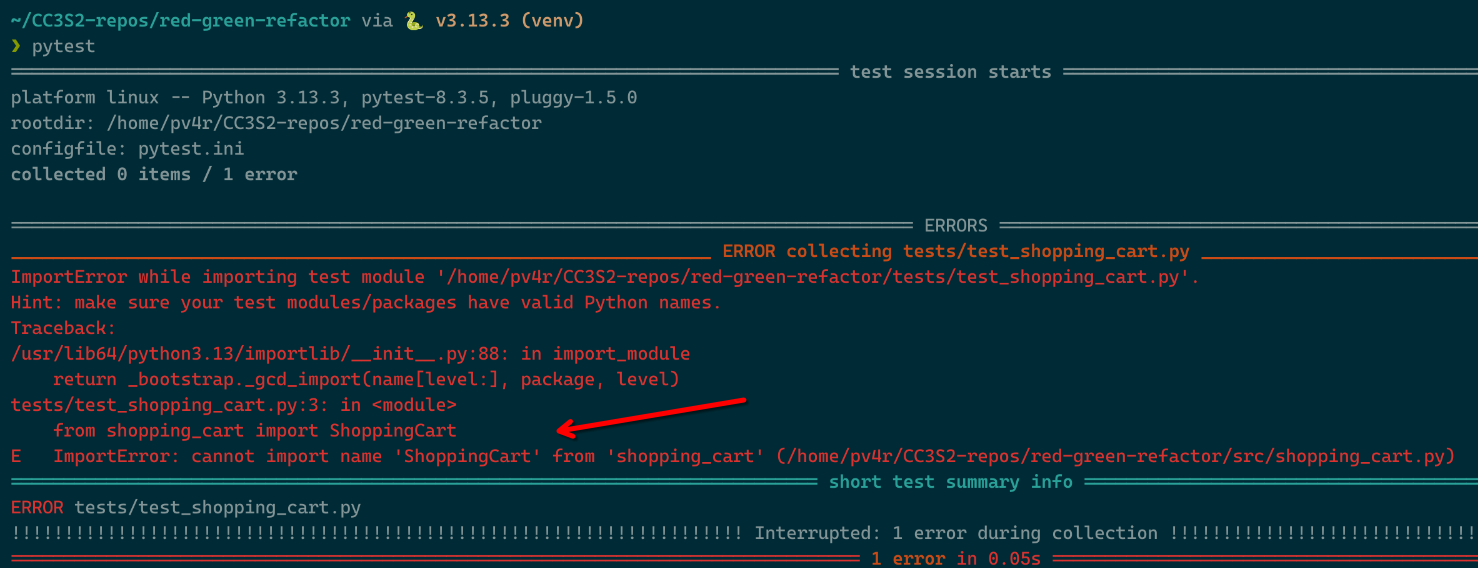 ~/CC3S2-repos/red-green-refactor via 🐍 v3.13.3 (venv)
❯ pytest
test session starts
platform linux -- Python 3.13.3, pytest-8.3.5, pluggy-1.5.0
rootdir: /home/pv4r/CC3S2-repos/red-green-refactor
configfile: pytest.ini
collected 0 items / 1 error
ERRORS
ERROR collecting tests/test_shopping_cart.py
ImportError while importing test module '/home/pv4r/CC3S2-repos/red-green-refactor/tests/test_shopping_cart.py'.
Hint: make sure your test modules/packages have valid Python names.
Traceback:
/usr/lib64/python3.13/importlib/__init__.py:88: in import_module
    return _bootstrap._gcd_import(name[level:], package, level)
tests/test_shopping_cart.py:3: in <module>
    from shopping_cart import ShoppingCart
E   ImportError: cannot import name 'ShoppingCart' from 'shopping_cart' (/home/pv4r/CC3S2-repos/red-green-refactor/src/shopping_cart.py)
short test summary info
ERROR tests/test_shopping_cart.py
!!!!!!!!!!!!!!!!!!!!!!!!!!!!!!!!!!!!!!!!!!!!!!!!!!!!!!!!!!!!!!!!!!!!! Interrupted: 1 error during collection !!!!!!!!!!!!!!!!!!!!!!!!!!!!!
1 error in 0.05s